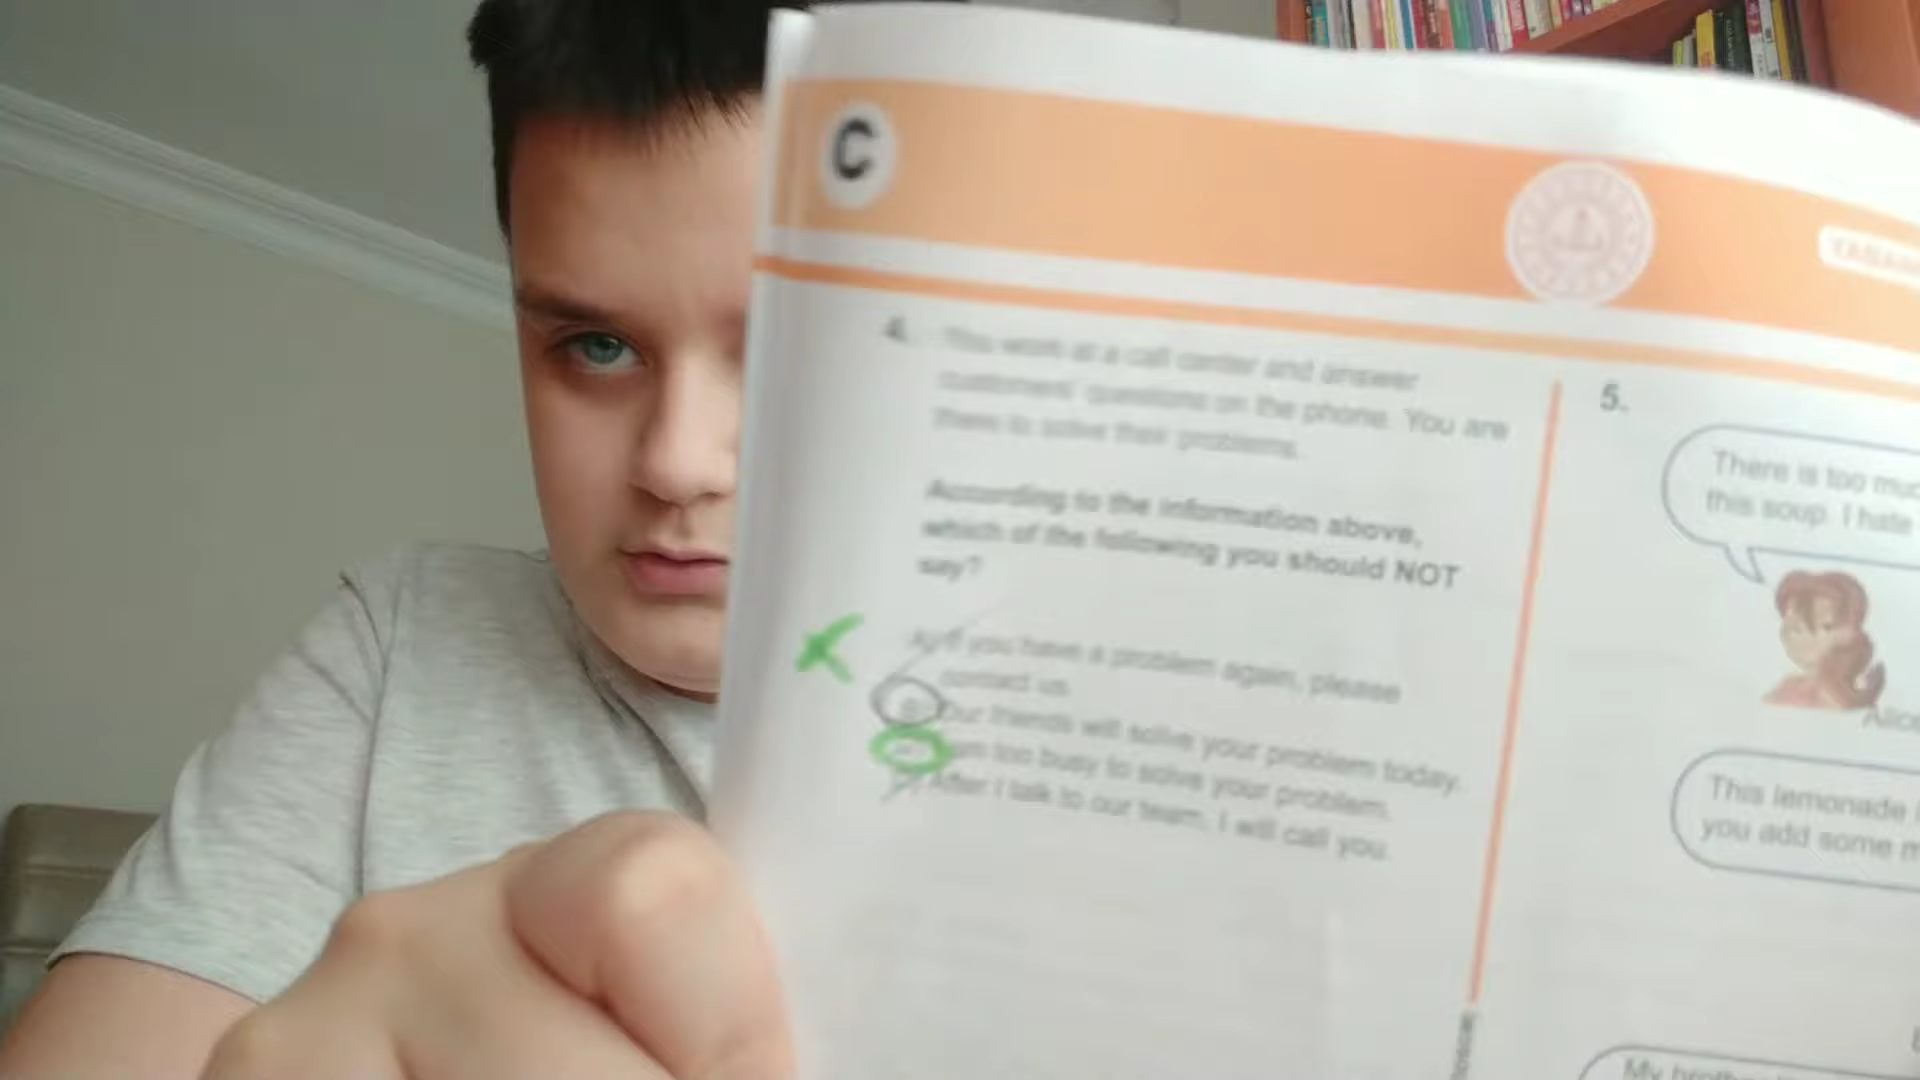 C
4. You work at a call center and answer
customers' questions on the phone. You are
there to solve their problems.
According to the information above,
which of the following you should NOT
say?
A) If you have a problem again, please
contact us.
B) Our friends will solve your problem today.
am too busy to solve your problem.
After I talk to our team, I will call you.
5.
There is too muc
this soup. I hate
Alice
This lemonade i
you add some m
My broth